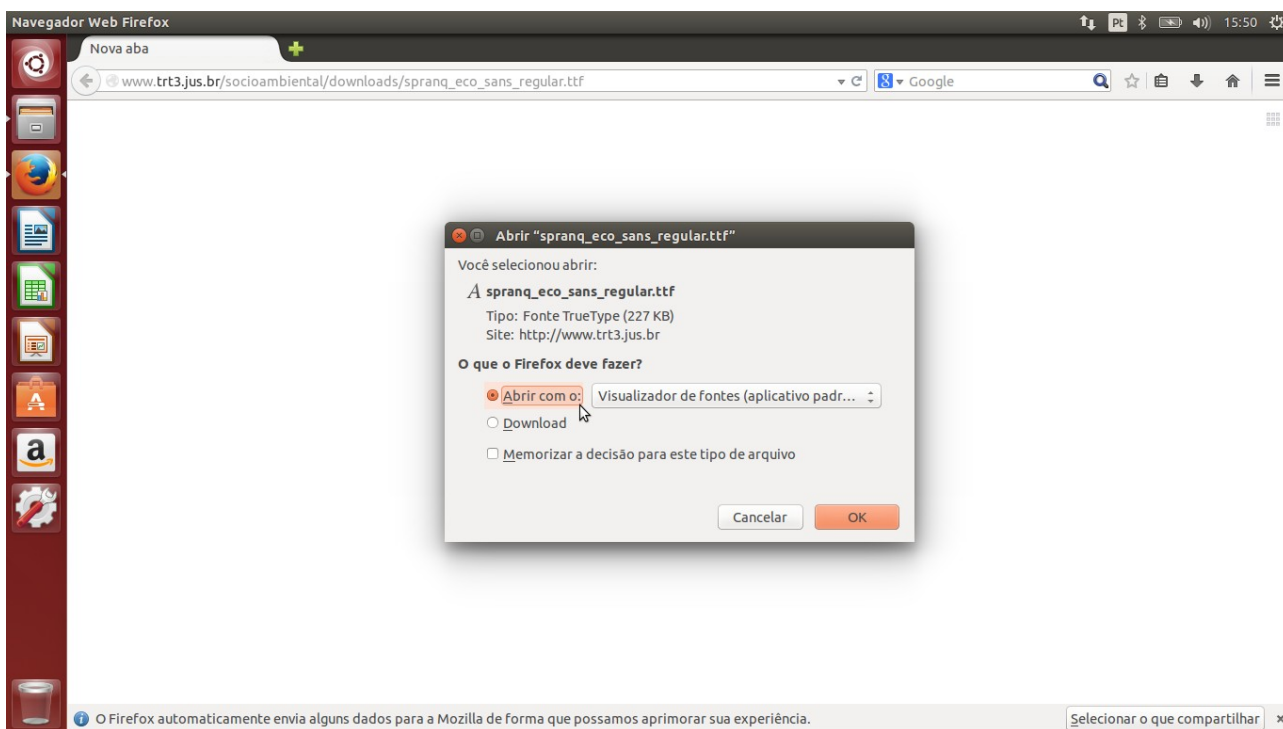 Navegador Web Firefox
Pt
15:50
Nova aba
www.trt3.jus.br/socioambiental/downloads/spranq_eco_sans_regular.ttf
8
Google
Abrir “spranq_eco_sans_regular.ttf”
Você selecionou abrir:
A spranq_eco_sans_regular.ttf
Tipo: Fonte TrueType (227 KB)
Site: http://www.trt3.jus.br
O que o Firefox deve fazer?
Abrir com o: Visualizador de fontes (aplicativo padr...
Download
Memorizar a decisão para este tipo de arquivo
Cancelar OK
A
a
O Firefox automaticamente envia alguns dados para a Mozilla de forma que possamos aprimorar sua experiência. Selecionar o que compartilhar